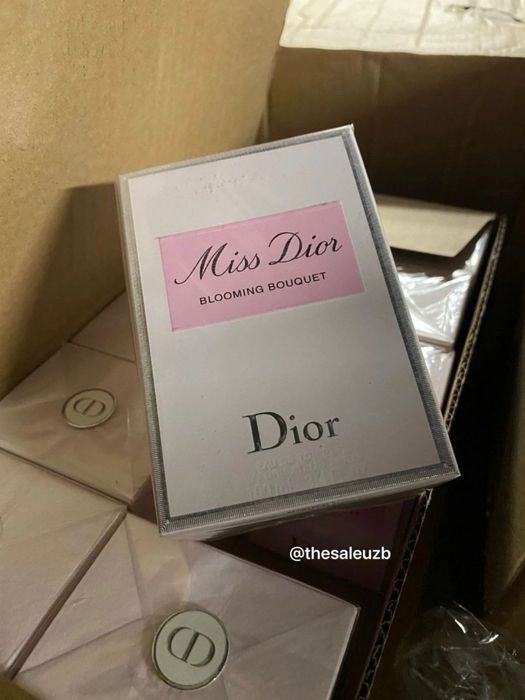 Miss Dior
BLOOMING BOUQUET
Dior
@thesaleuzb